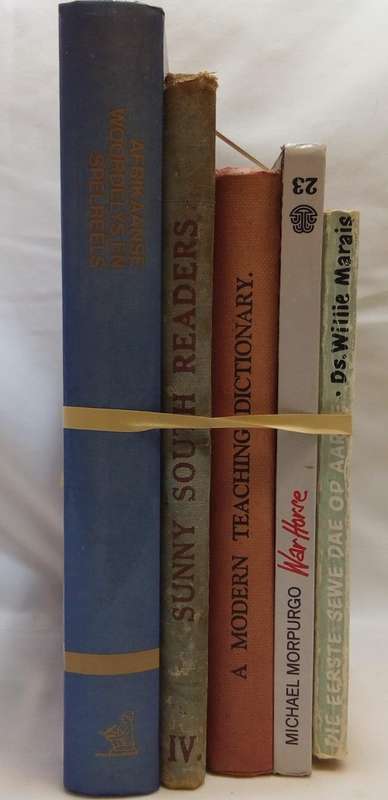 AFRIKAANSE
WOORDELYS EN
SPELREËLS
SUNNY SOUTH READERS.
IV.
A MODERN TEACHING DICTIONARY.
23
MICHAEL MORPURGO War Horse
DIE EERSTE SEWE DAE OP AARDE · Ds. Willie Marais